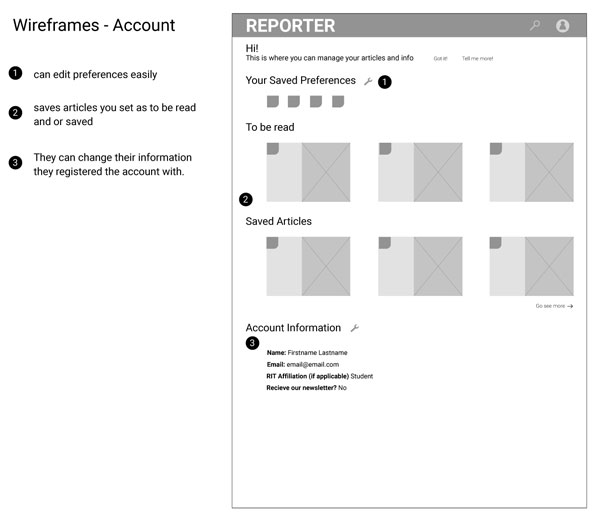 Wireframes - Account
1 can edit preferences easily
2 saves articles you set as to be read
and or saved
3 They can change their information
they registered the account with.
REPORTER
Hi!
This is where you can manage your articles and info Got it! Tell me more!
Your Saved Preferences 1
To be read
2
Saved Articles
Go see more →
Account Information
3
Name: Firstname Lastname
Email: email@email.com
RIT Affiliation (if applicable) Student
Recieve our newsletter? No